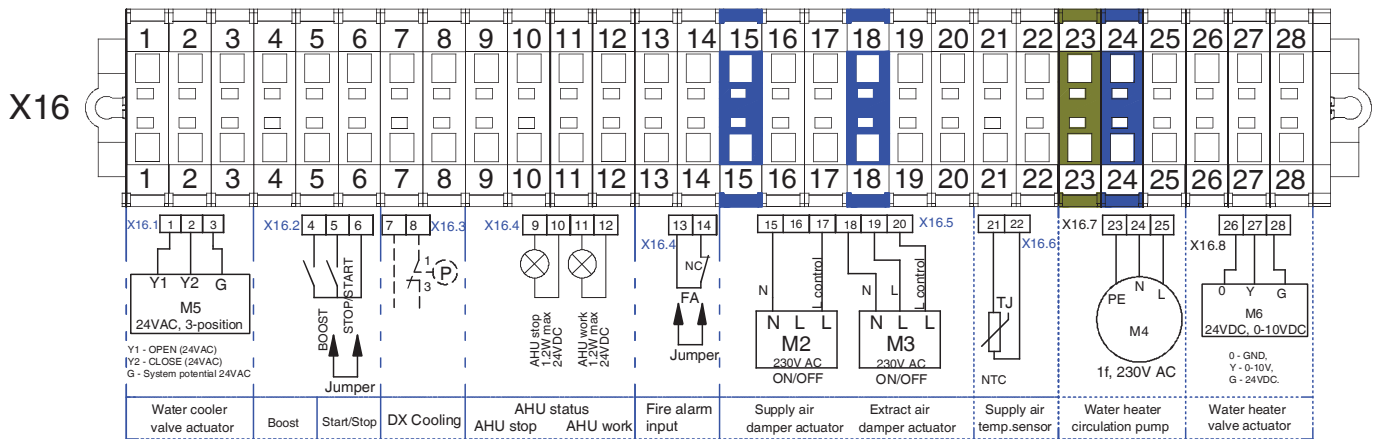 1 2 3 4 5 6 7 8 9 10 11 12 13 14 15 16 17 18 19 20 21 22 23 24 25 26 27 28
X16
1 2 3 4 5 6 7 8 9 10 11 12 13 14 15 16 17 18 19 20 21 22 23 24 25 26 27 28
X16.1 1 2 3
Y1 Y2 G
M5
24VAC, 3-position
Y1 - OPEN (24VAC)
Y2 - CLOSE (24VAC)
G - System potential 24VAC
Water cooler
valve actuator
X16.2 4 5 6
BOOST
STOP/START
Jumper
Boost
Start/Stop
7 8 X16.3
1
P
3
DX Cooling
X16.4 9 10 11 12
AHU stop
1.2W max
24VDC
AHU work
1.2W max
24VDC
AHU status
AHU stop AHU work
13 14
X16.4
NC
FA
Jumper
Fire alarm
input
15 16 17 18 19 20 X16.5
N L control N L L control
N L L
M2
230V AC
ON/OFF
N L L
M3
230V AC
ON/OFF
Supply air
damper actuator
Extract air
damper actuator
21 22
X16.6
TJ
NTC
Supply air
temp.sensor
X16.7
23 24 25
PE N L
M4
1f, 230V AC
Water heater
circulation pump
26 27 28
X16.8
0 Y G
M6
24VDC, 0-10VDC
0 - GND,
Y - 0-10V,
G - 24VDC.
Water heater
valve actuator